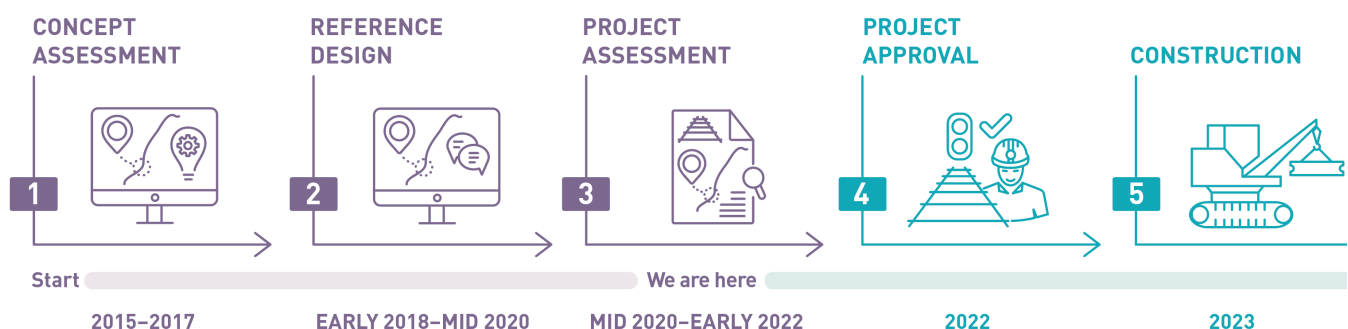 CONCEPT
ASSESSMENT
REFERENCE
DESIGN
PROJECT
ASSESSMENT
PROJECT
APPROVAL
CONSTRUCTION
1
2
3
4
5
Start
We are here
2015–2017
EARLY 2018–MID 2020
MID 2020–EARLY 2022
2022
2023